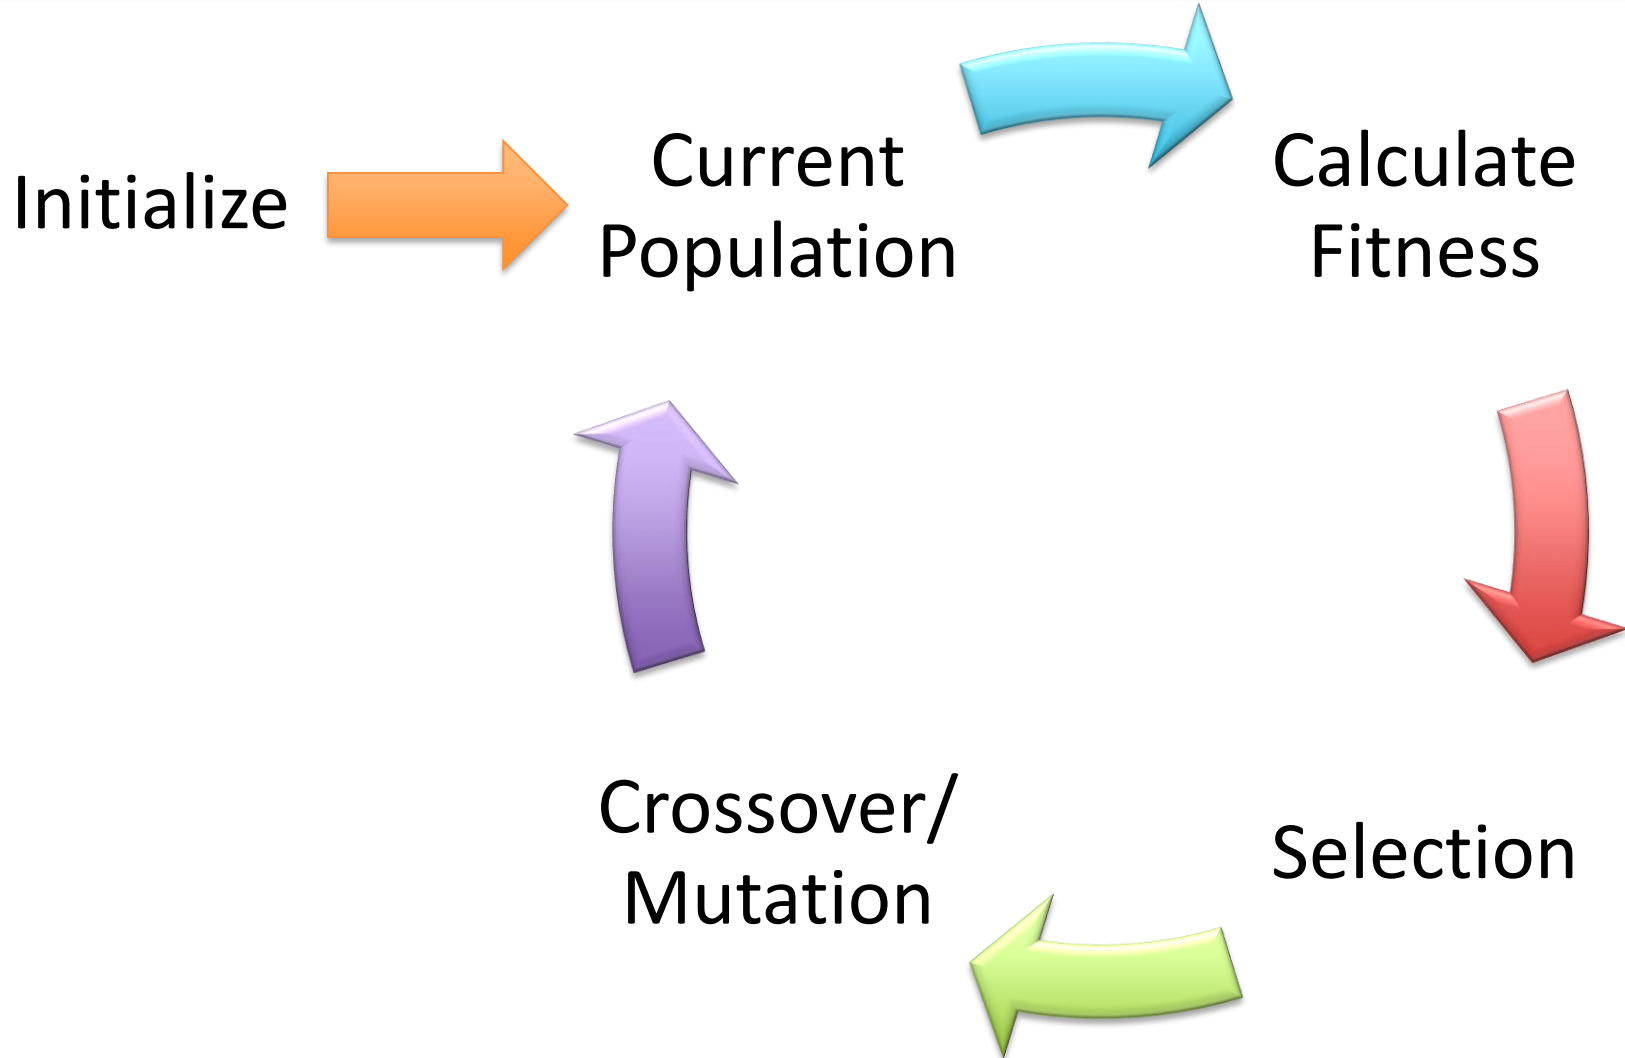 Initialize
Current
Population
Calculate
Fitness
Selection
Crossover/
Mutation